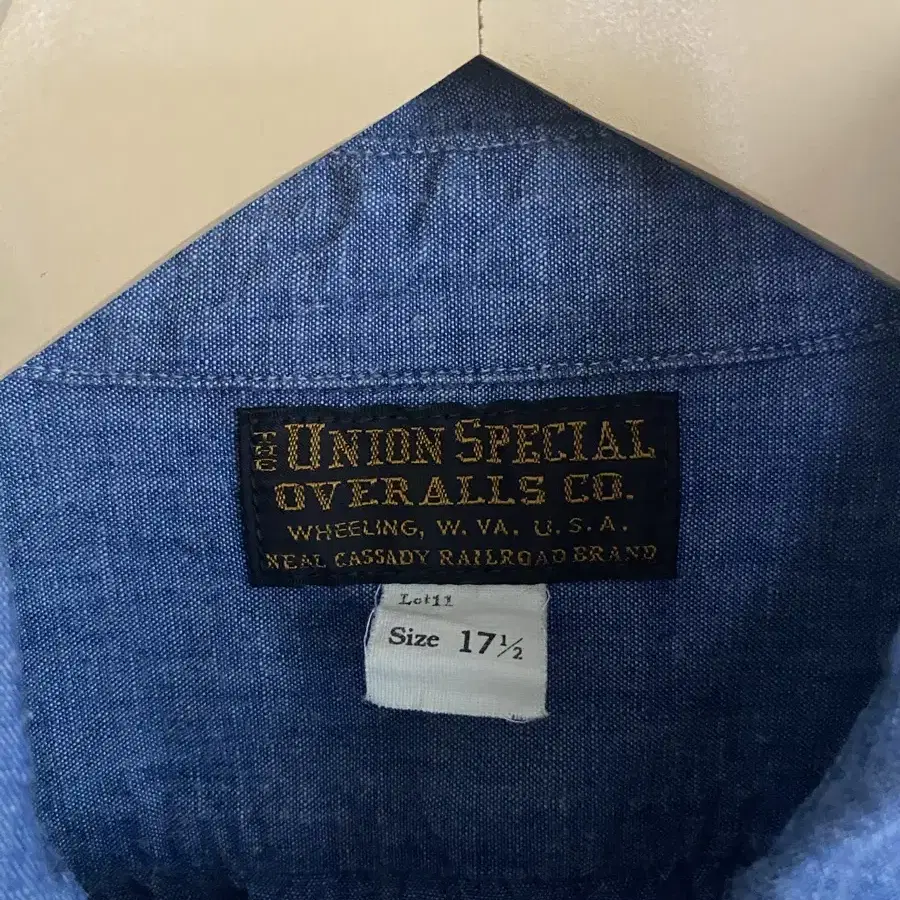 THE UNION SPECIAL
OVERALLS CO.
WHEELING, W. VA. U.S.A.
NEAL CASSADY RAILROAD BRAND
Lot11
Size 17½